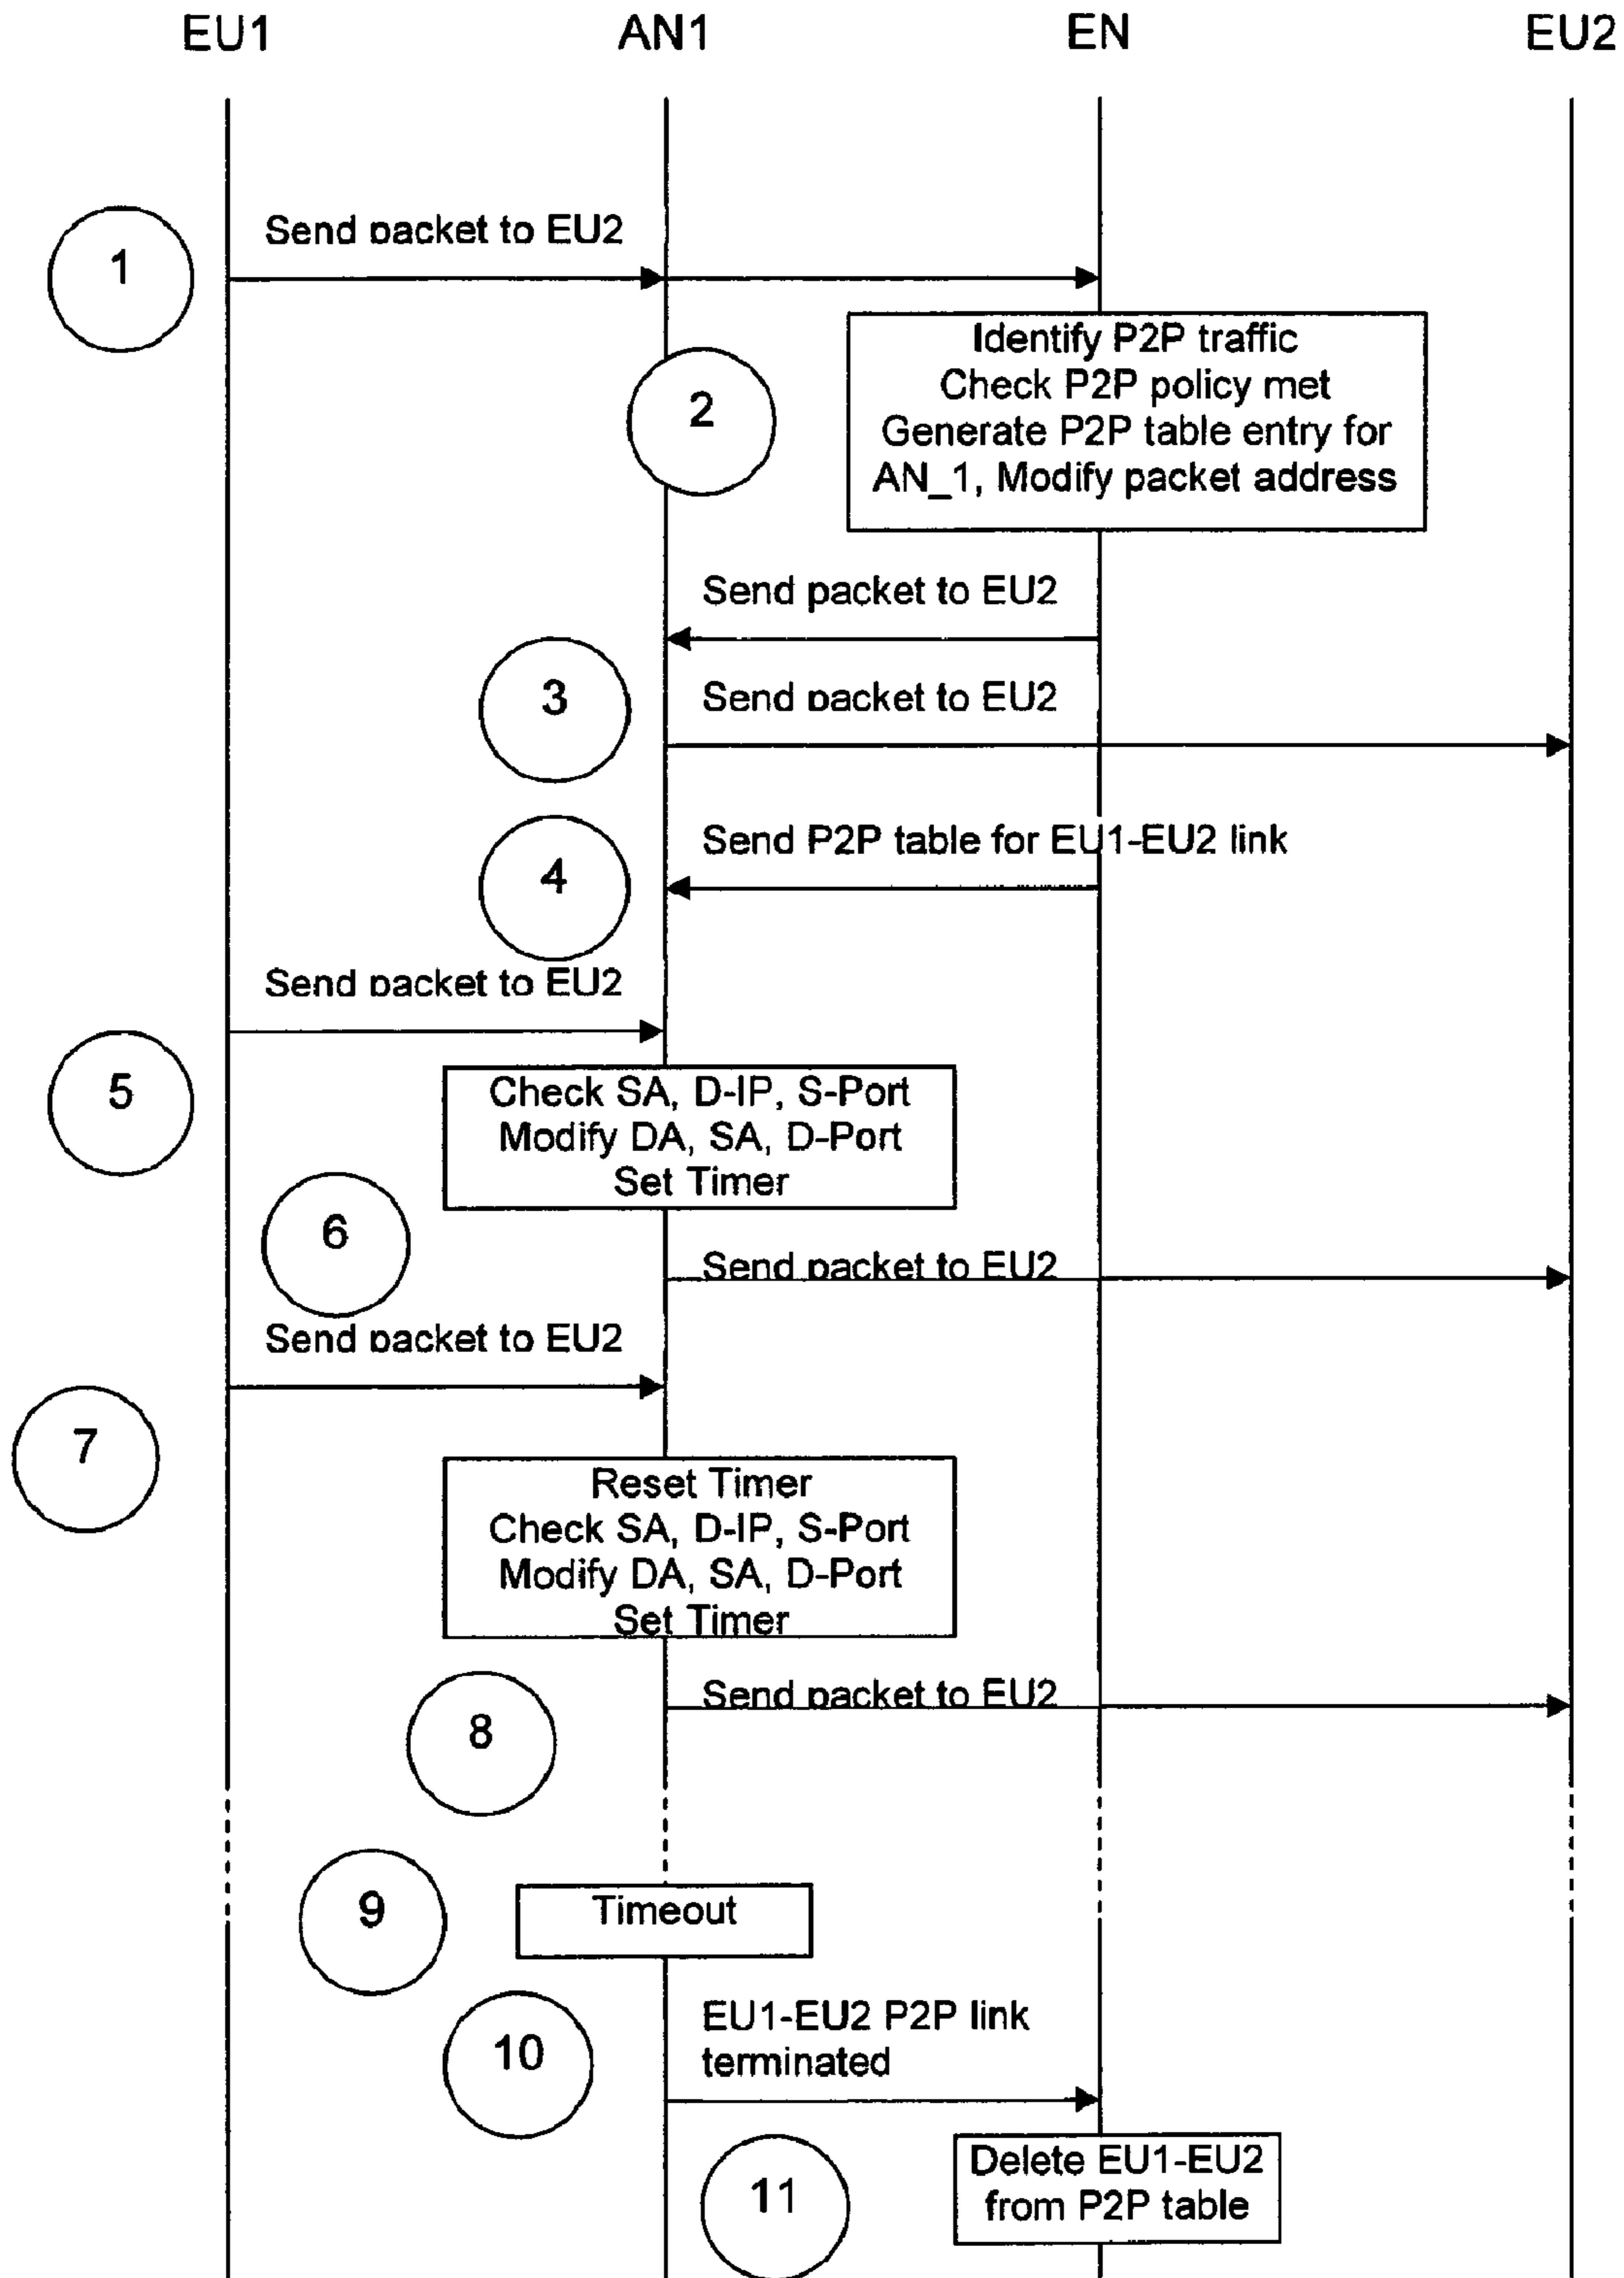 EU1 AN1 EN EU2
Send packet to EU2
1
Identify P2P traffic
Check P2P policy met
2
Generate P2P table entry for
AN_1, Modify packet address
Send packet to EU2
3
Send packet to EU2
Send P2P table for EU1-EU2 link
4
Send packet to EU2
5
Check SA, D-IP, S-Port
Modify DA, SA, D-Port
Set Timer
6
Send packet to EU2
Send packet to EU2
7
Reset Timer
Check SA, D-IP, S-Port
Modify DA, SA, D-Port
Set Timer
Send packet to EU2
8
9
Timeout
EU1-EU2 P2P link
terminated
10
Delete EU1-EU2
from P2P table
11